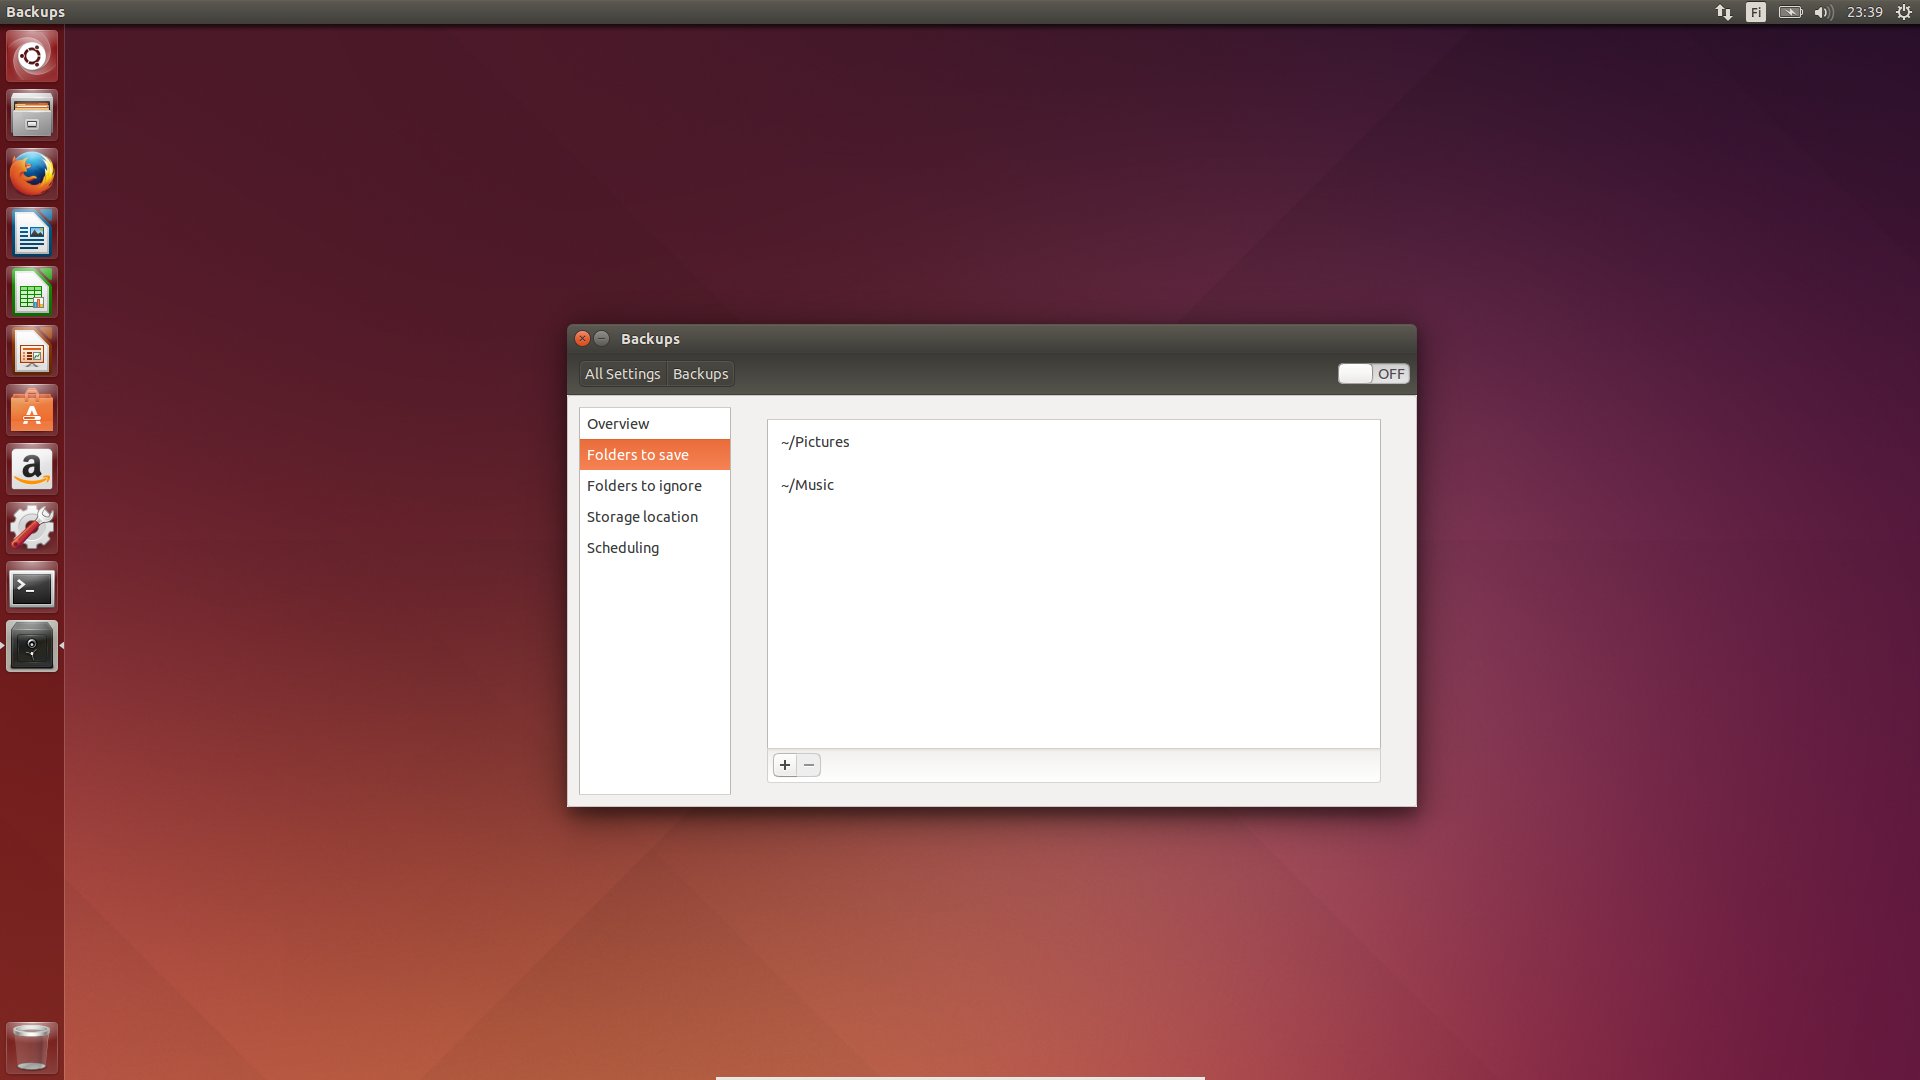 Backups
Fi
23:39
Backups
All Settings
Backups
OFF
Overview
Folders to save
Folders to ignore
Storage location
Scheduling
~/Pictures
~/Music